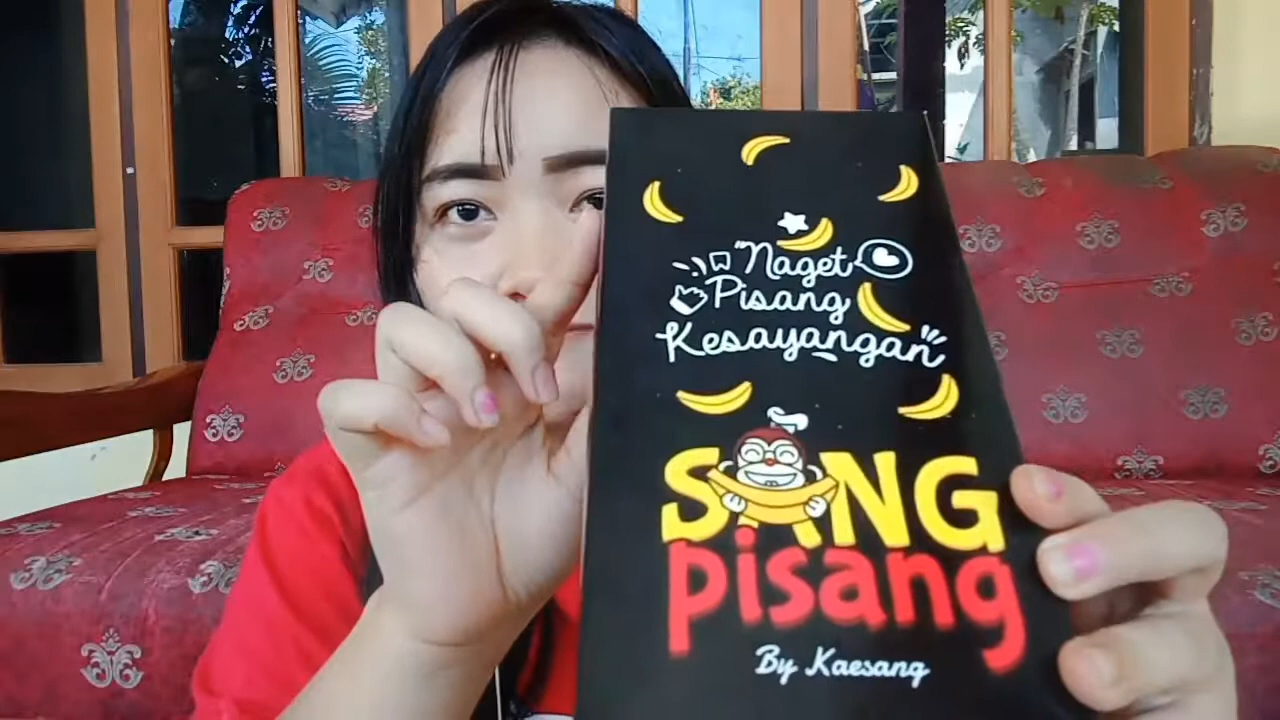 "Naget
Pisang
Kesayangan"
SANG
pisang
By Kaesang